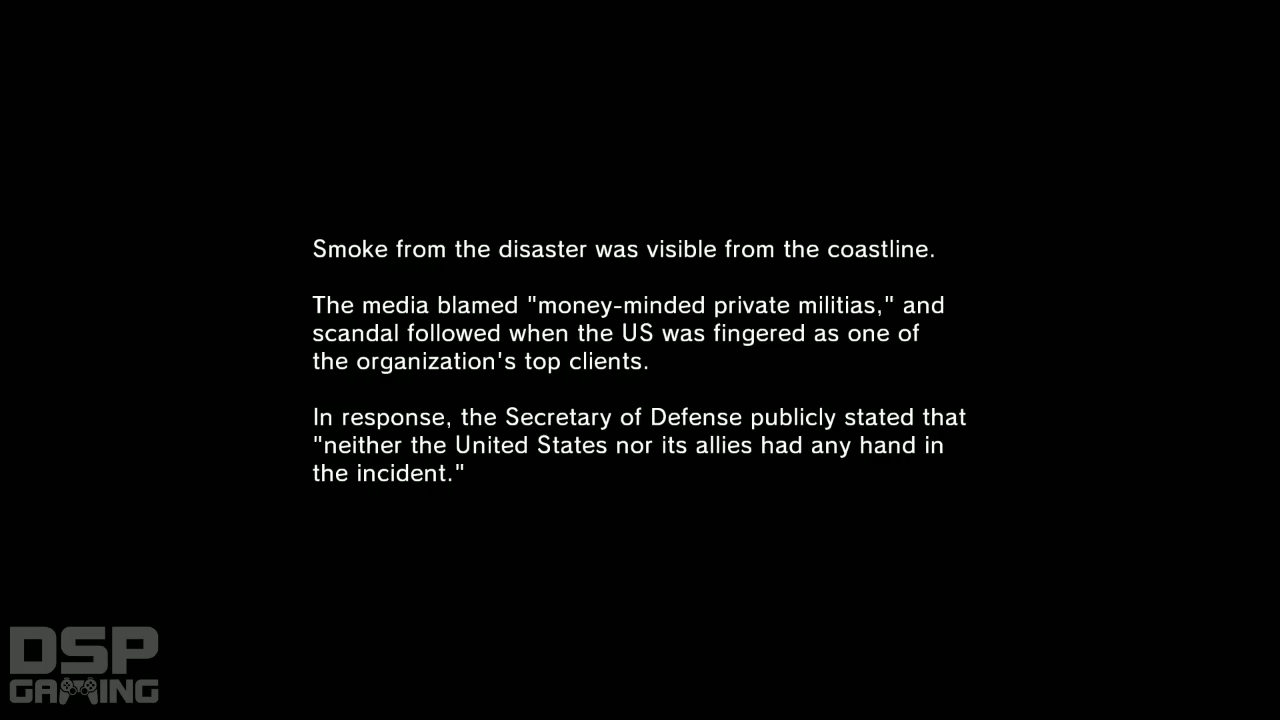 Smoke from the disaster was visible from the coastline.
The media blamed "money-minded private militias," and
scandal followed when the US was fingered as one of
the organization's top clients.
In response, the Secretary of Defense publicly stated that
"neither the United States nor its allies had any hand in
the incident."
DSP
GAMING